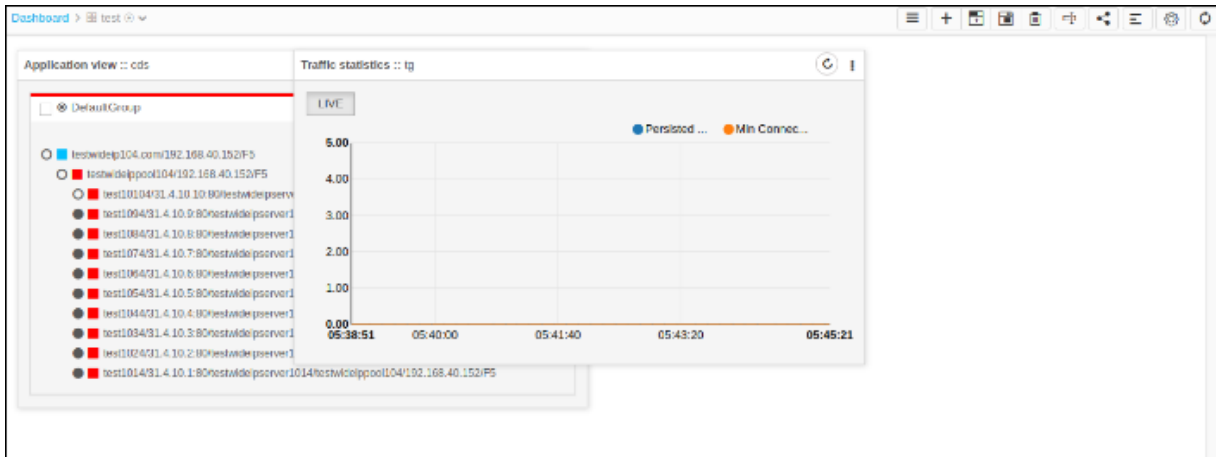 Dashboard > test
Application view :: cds
DefaultGroup
testwideip104.com/192.168.40.152/F5
testwideippool104/192.168.40.152/F5
test10104/31.4.10.10:80/testwideipserv
test1094/31.4.10.9:80/testwideipserver1
test1084/31.4.10.8:80/testwideipserver1
test1074/31.4.10.7:80/testwideipserver1
test1064/31.4.10.6:80/testwideipserver1
test1054/31.4.10.5:80/testwideipserver1
test1044/31.4.10.4:80/testwideipserver1
test1034/31.4.10.3:80/testwideipserver1
test1024/31.4.10.2:80/testwideipserver1
test1014/31.4.10.1:80/testwideipserver1014/testwideippool104/192.168.40.152/F5
Traffic statistics :: tg
LIVE
Persisted ... Min Connec...
5.00
4.00
3.00
2.00
1.00
0.00
05:38:51 05:40:00 05:41:40 05:43:20 05:45:21